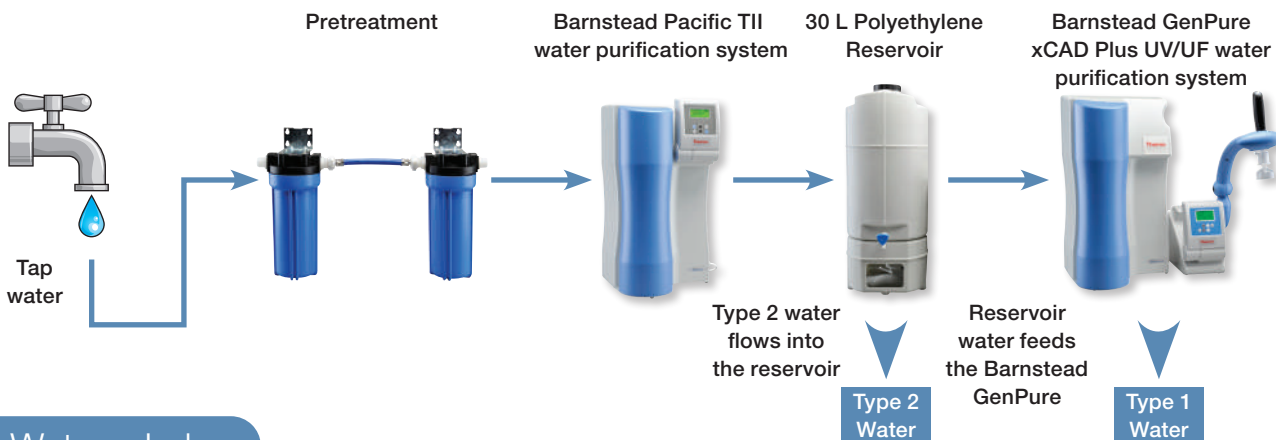 Pretreatment
Barnstead Pacific TII
water purification system
30 L Polyethylene
Reservoir
Barnstead GenPure
xCAD Plus UV/UF water
purification system
Tap
water
Type 2 water
flows into
the reservoir
Reservoir
water feeds
the Barnstead
GenPure
Type 2
Water
Type 1
Water